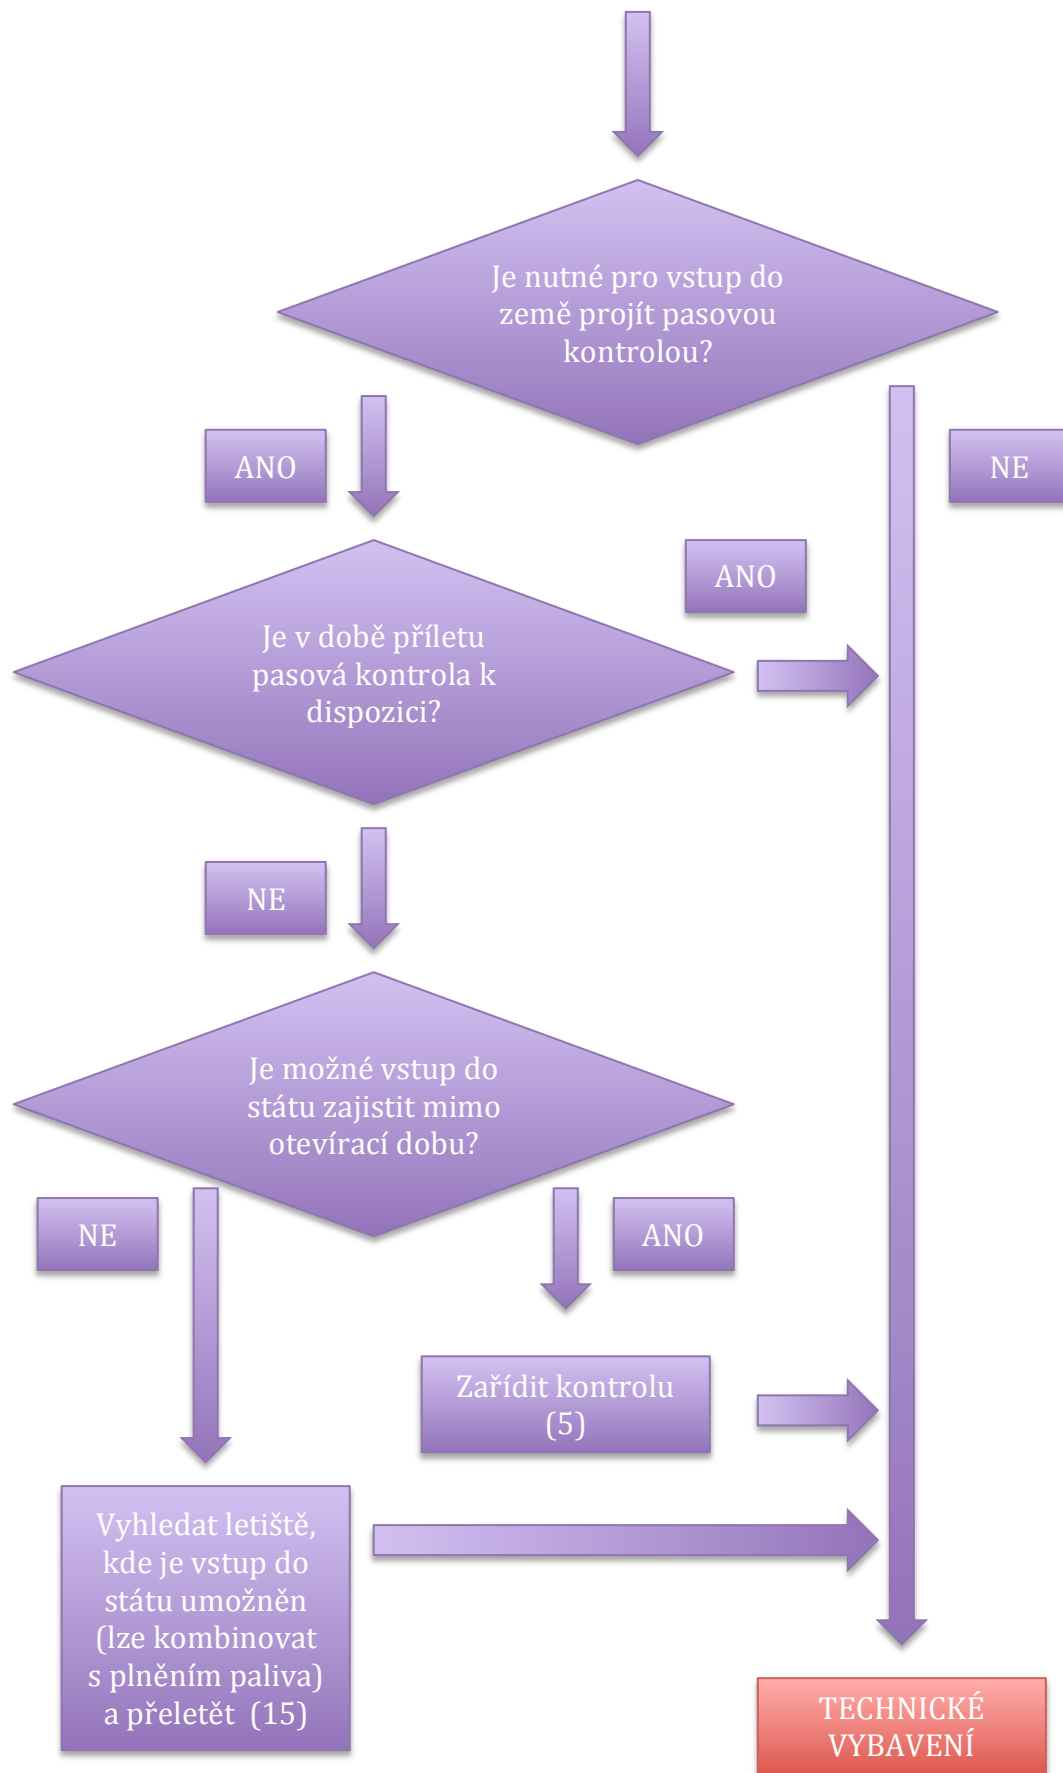 Je nutné pro vstup do
země projít pasovou
kontrolou?
ANO
NE
ANO
Je v době příletu
pasová kontrola k
dispozici?
NE
Je možné vstup do
státu zajistit mimo
otevírací dobu?
NE
ANO
Zařídit kontrolu
(5)
Vyhledat letiště,
kde je vstup do
státu umožněn
(lze kombinovat
s plněním paliva)
a přeletět (15)
TECHNICKÉ
VYBAVENÍ